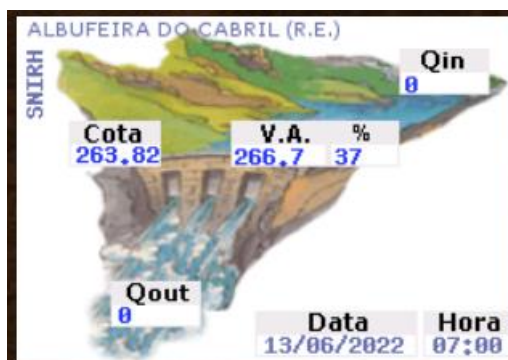 ALBUFEIRA DO CABRIL (R.E.)
SNIRH
Qin
0
Cota
263.82
V.A. %
266.7 37
Qout
0
Data Hora
13/06/2022 07:00